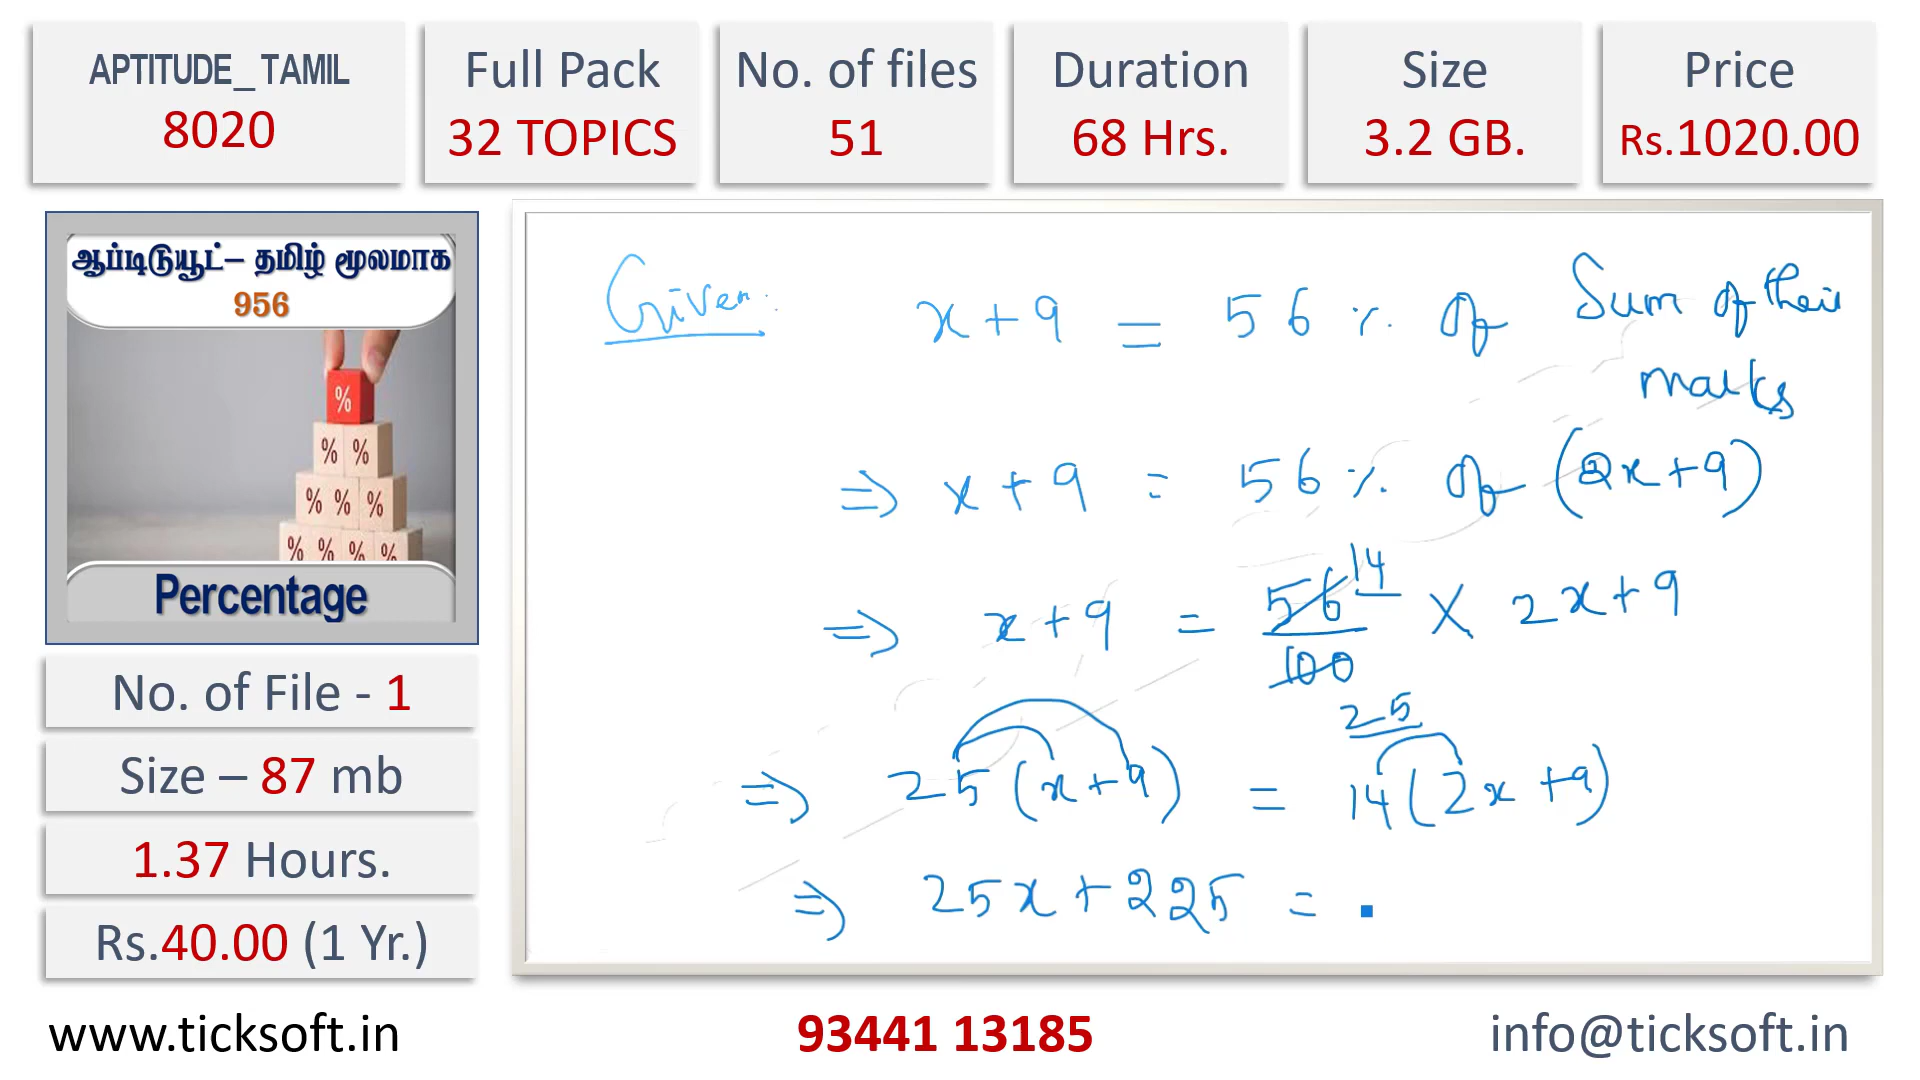 APTITUDE_TAMIL
8020
Full Pack
32 TOPICS
No. of files
51
Duration
68 Hrs.
Size
3.2 GB.
Price
Rs.1020.00
ஆப்டிடுயூட்– தமிழ் மூலமாக
956
%
% %
% % %
% % % %
Percentage
No. of File - 1
Size – 87 mb
1.37 Hours.
Rs.40.00 (1 Yr.)
Given: x+9 = 56 % of Sum of their
marks
⇒ x+9 = 56 % of (2x+9)
⇒ x+9 = 56/100 14 25 X 2x+9
⇒ 25(x+9) = 14(2x+9)
⇒ 25x+225 =
www.ticksoft.in
93441 13185
info@ticksoft.in